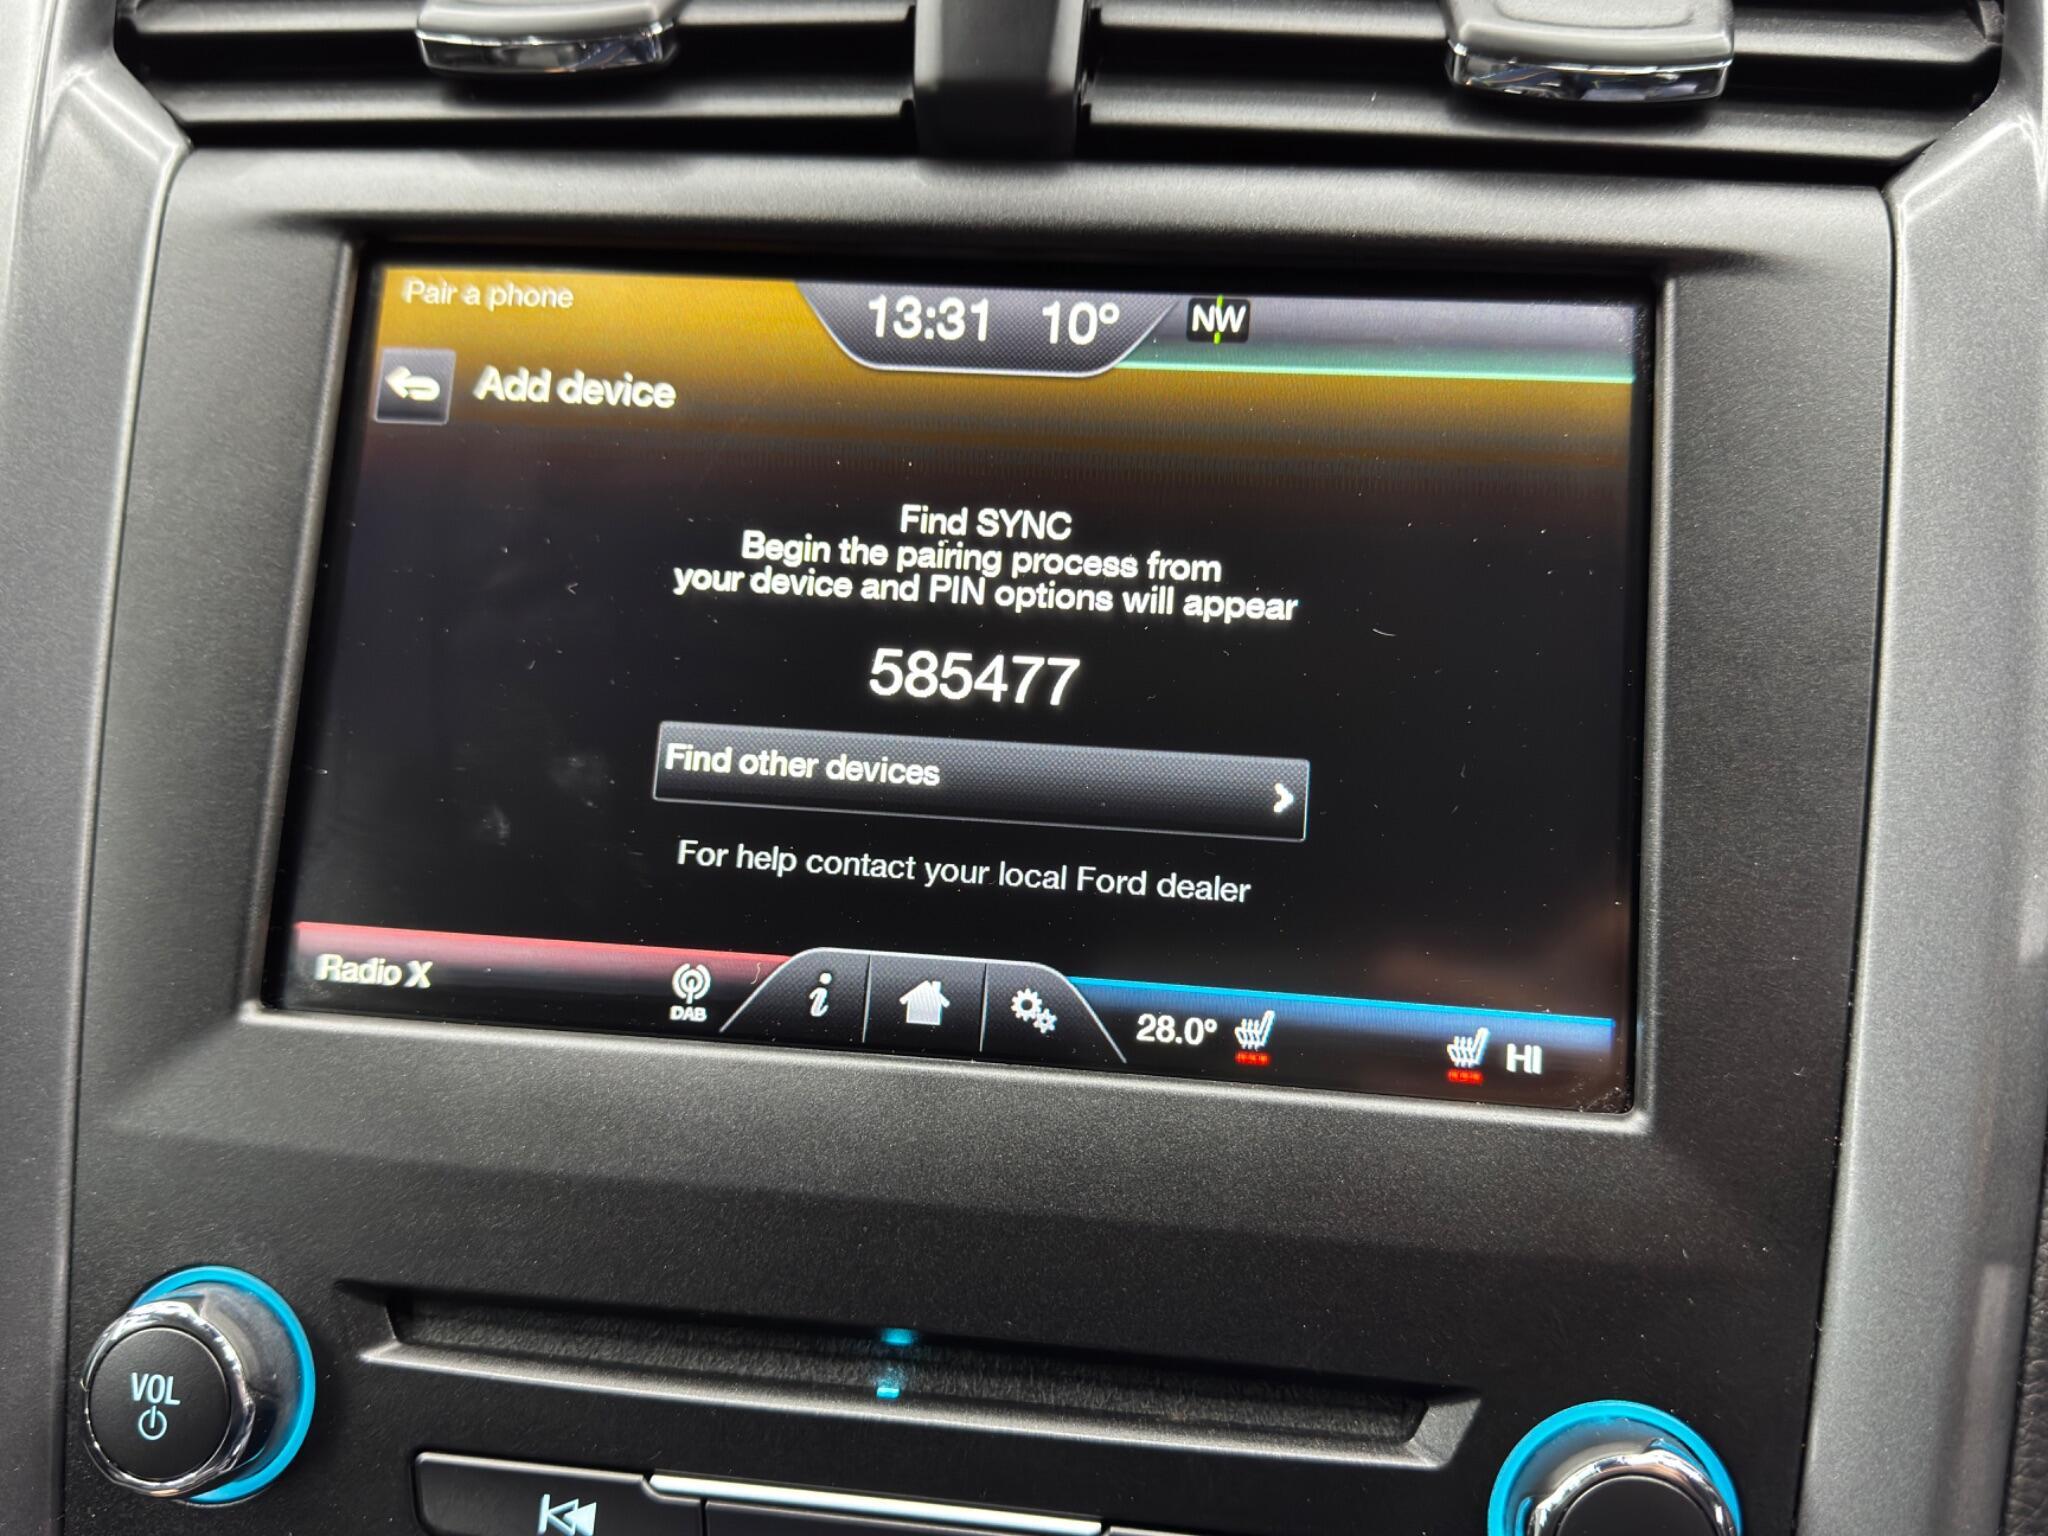 Pair a phone
13:31 10° NW
Add device
Find SYNC
Begin the pairing process from
your device and PIN options will appear
585477
Find other devices
For help contact your local Ford dealer
Radio X
DAB
i
28.0°
HI
VOL